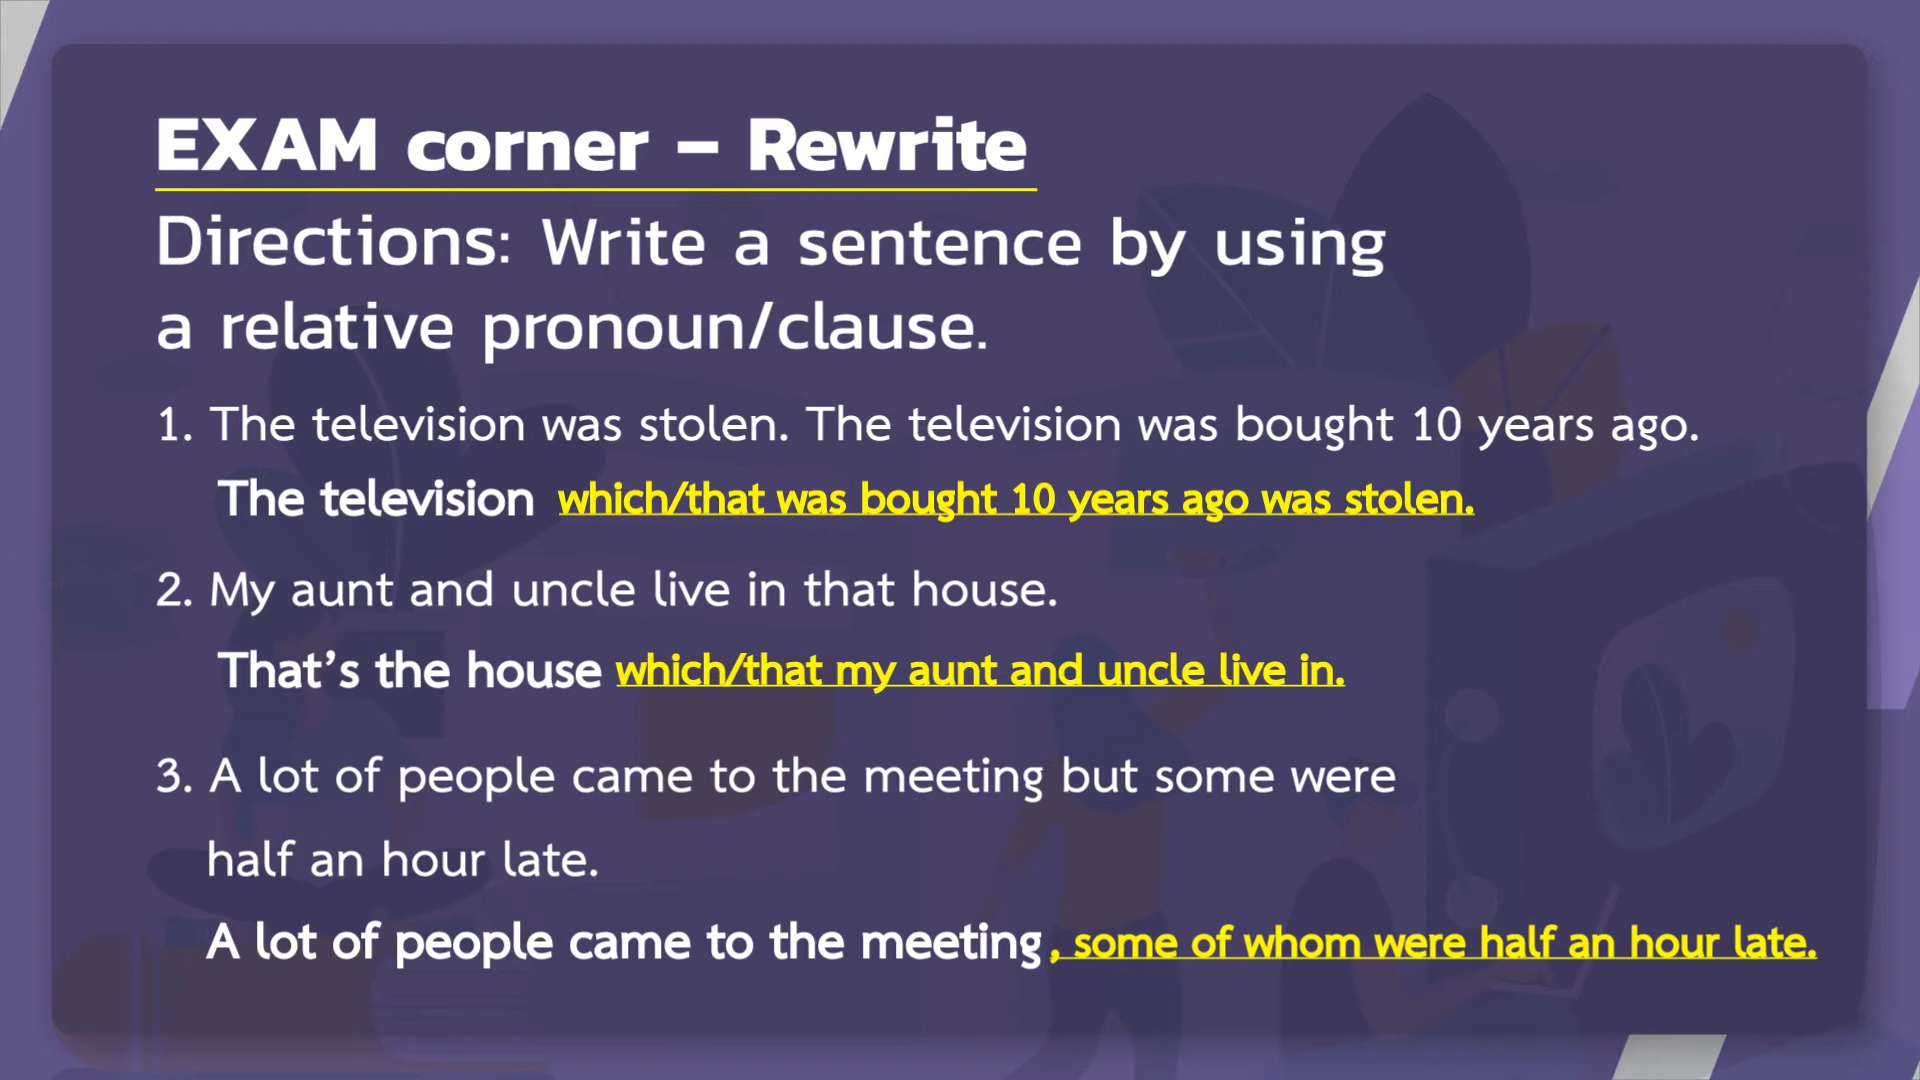 EXAM corner – Rewrite
Directions: Write a sentence by using
a relative pronoun/clause.
1. The television was stolen. The television was bought 10 years ago.
The television which/that was bought 10 years ago was stolen.
2. My aunt and uncle live in that house.
That’s the house which/that my aunt and uncle live in.
3. A lot of people came to the meeting but some were
half an hour late.
A lot of people came to the meeting, some of whom were half an hour late.